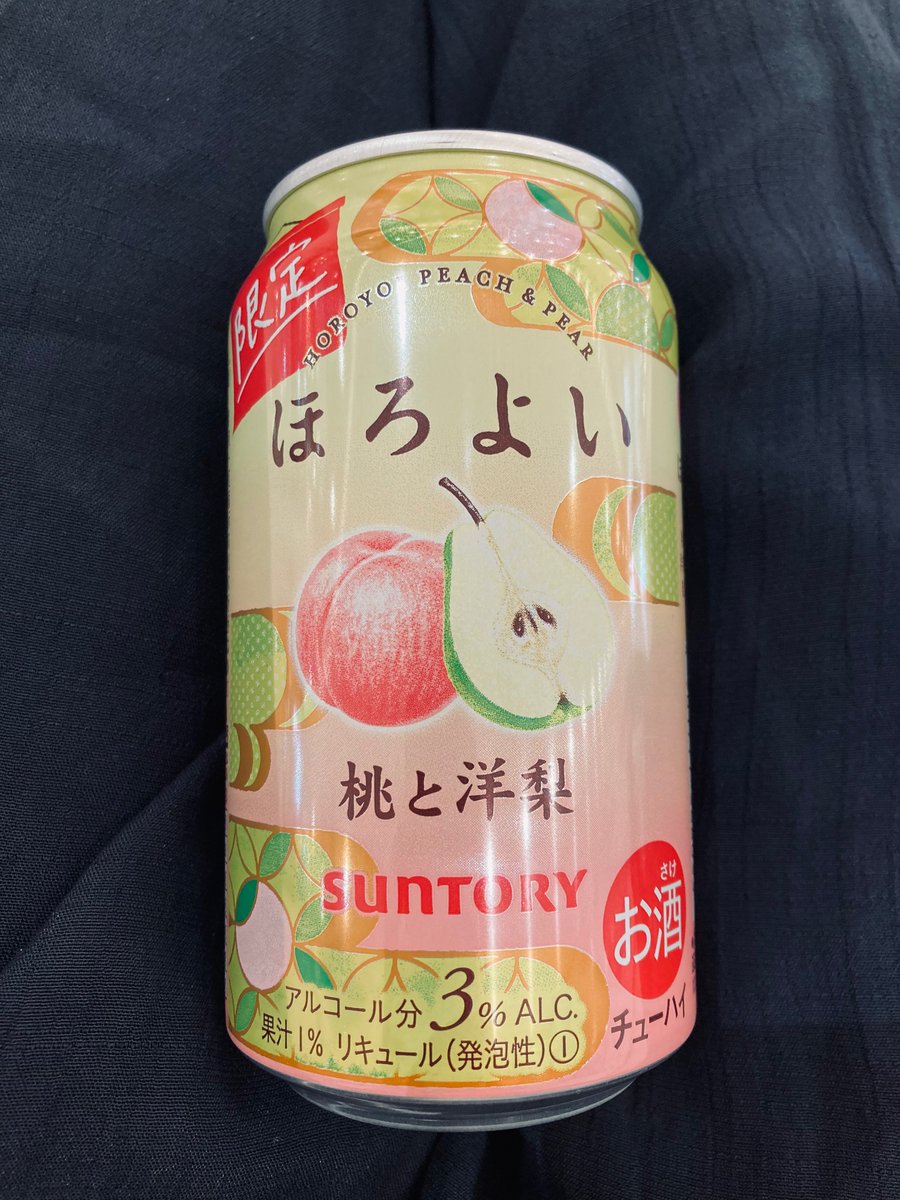 限定
HOROYOI PEACH & PEAR
ほろよい
桃と洋梨
SUNTORY
さけ
お酒
チューハイ
アルコール分 3% ALC.
果汁1% リキュール(発泡性)①